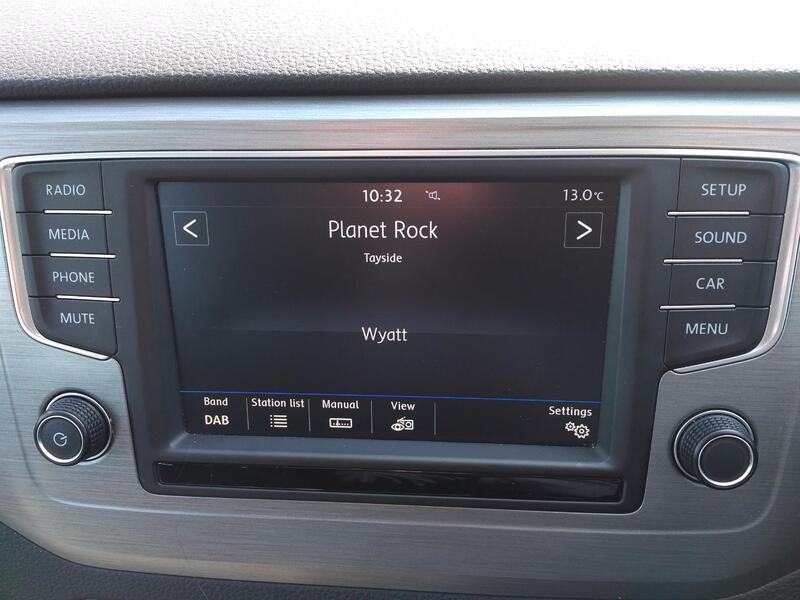 RADIO
MEDIA
PHONE
MUTE
10:32
13.0°C
Planet Rock
Tayside
Wyatt
Band
DAB
Station list
Manual
View
Settings
SETUP
SOUND
CAR
MENU